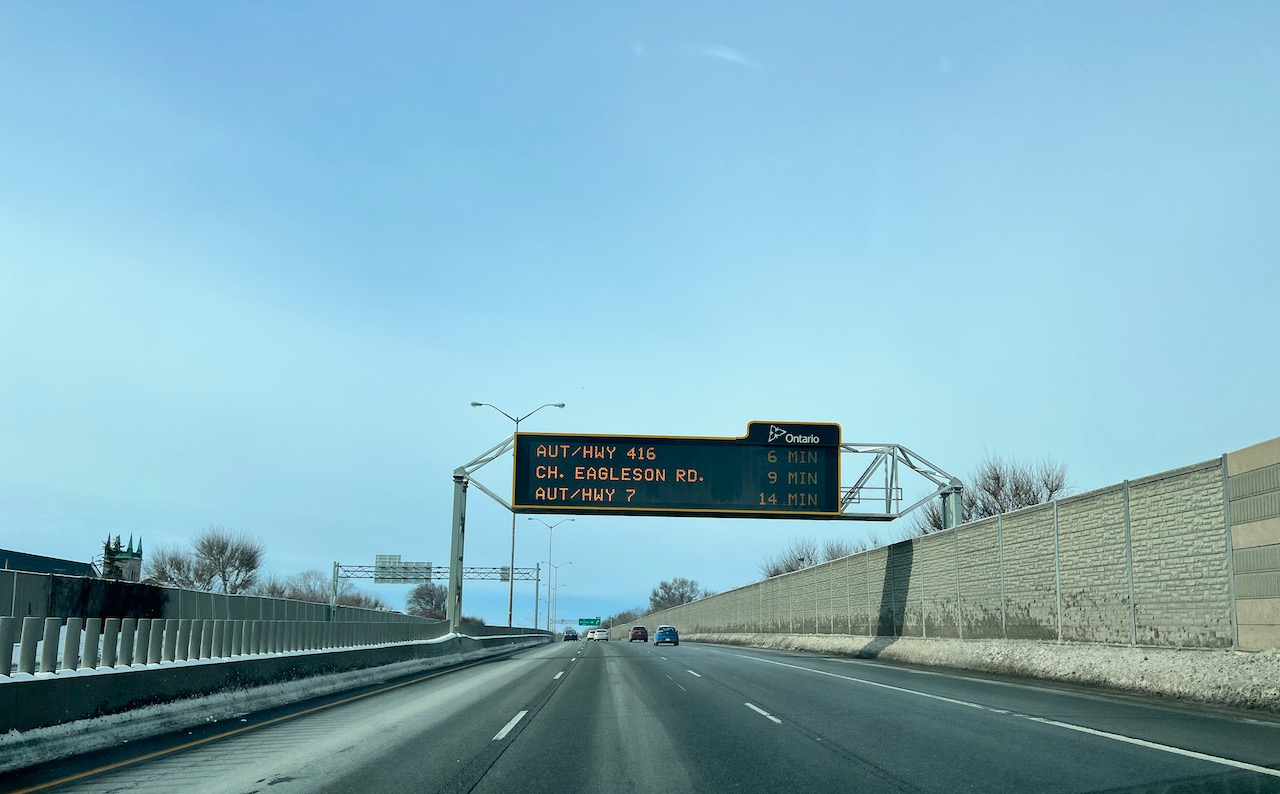 Ontario
AUT/HWY 416 6 MIN
CH. EAGLESON RD. 9 MIN
AUT/HWY 7 14 MIN